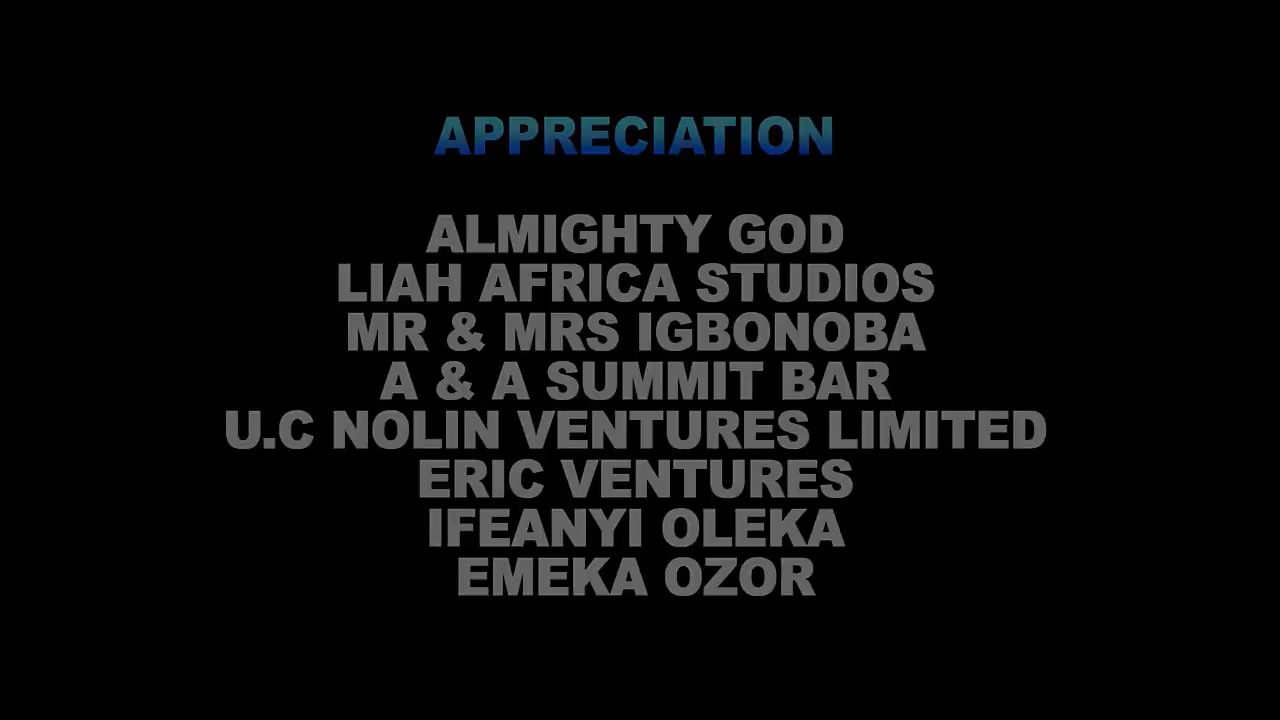 APPRECIATION
ALMIGHTY GOD
LIAH AFRICA STUDIOS
MR & MRS IGBONOBA
A & A SUMMIT BAR
U.C NOLIN VENTURES LIMITED
ERIC VENTURES
IFEANYI OLEKA
EMEKA OZOR